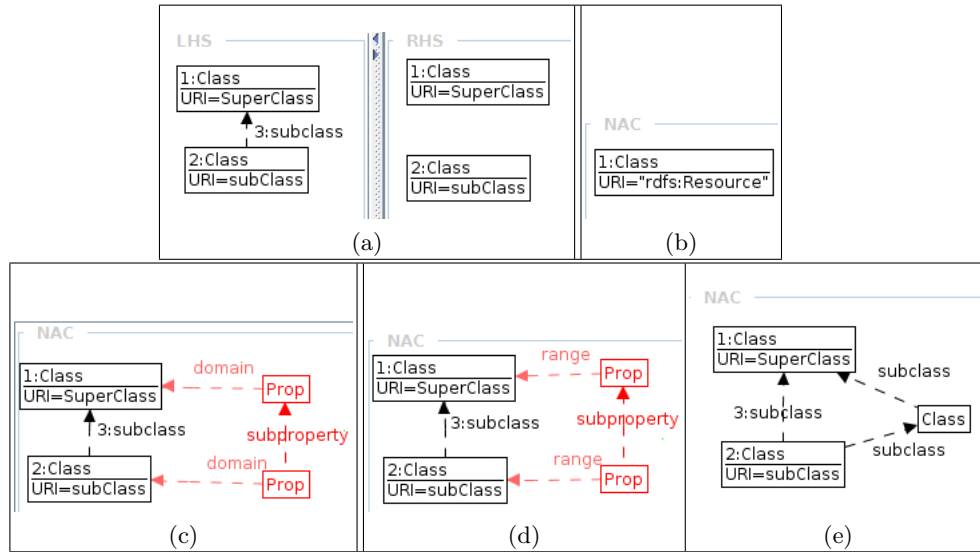 LHS
1:Class
URI=SuperClass
3:subclass
2:Class
URI=subClass
RHS
1:Class
URI=SuperClass
2:Class
URI=subClass
(a)
NAC
1:Class
URI="rdfs:Resource"
(b)
NAC
1:Class
URI=SuperClass
domain
Prop
3:subclass
subproperty
2:Class
URI=subClass
domain
Prop
(c)
NAC
1:Class
URI=SuperClass
range
Prop
3:subclass
subproperty
2:Class
URI=subClass
range
Prop
(d)
NAC
1:Class
URI=SuperClass
subclass
3:subclass
Class
2:Class
URI=subClass
subclass
(e)